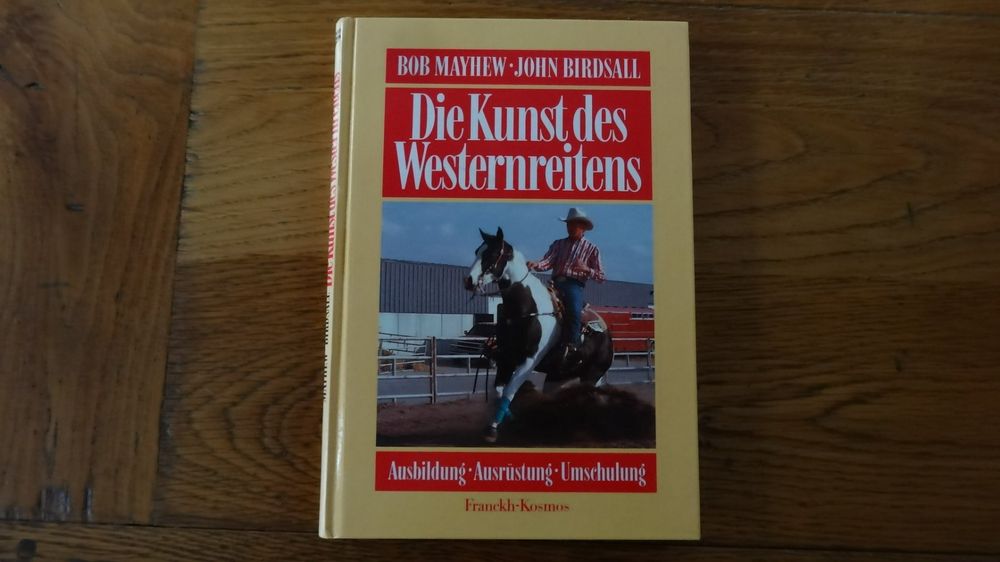 BOB MAYHEW · JOHN BIRDSALL
Die Kunst des
Westernreitens
Ausbildung · Ausrüstung · Umschulung
Franckh-Kosmos